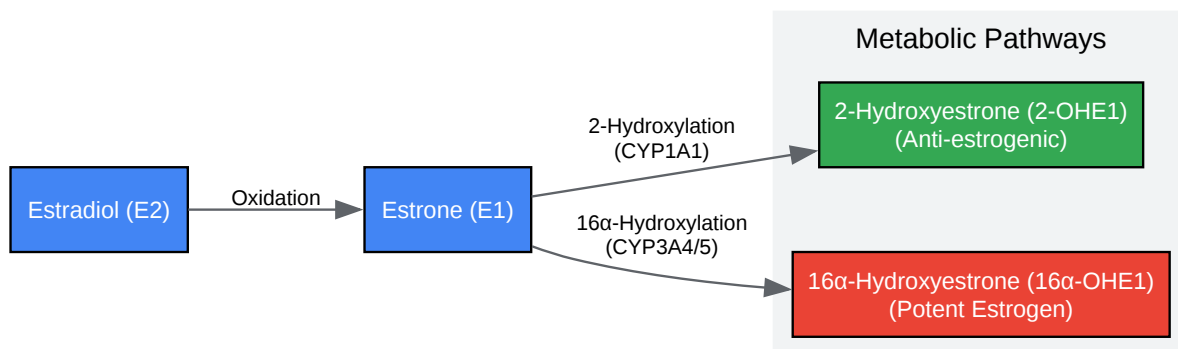 Metabolic Pathways
Estradiol (E2)
Oxidation
Estrone (E1)
2-Hydroxylation
(CYP1A1)
2-Hydroxyestrone (2-OHE1)
(Anti-estrogenic)
16α-Hydroxylation
(CYP3A4/5)
16α-Hydroxyestrone (16α-OHE1)
(Potent Estrogen)